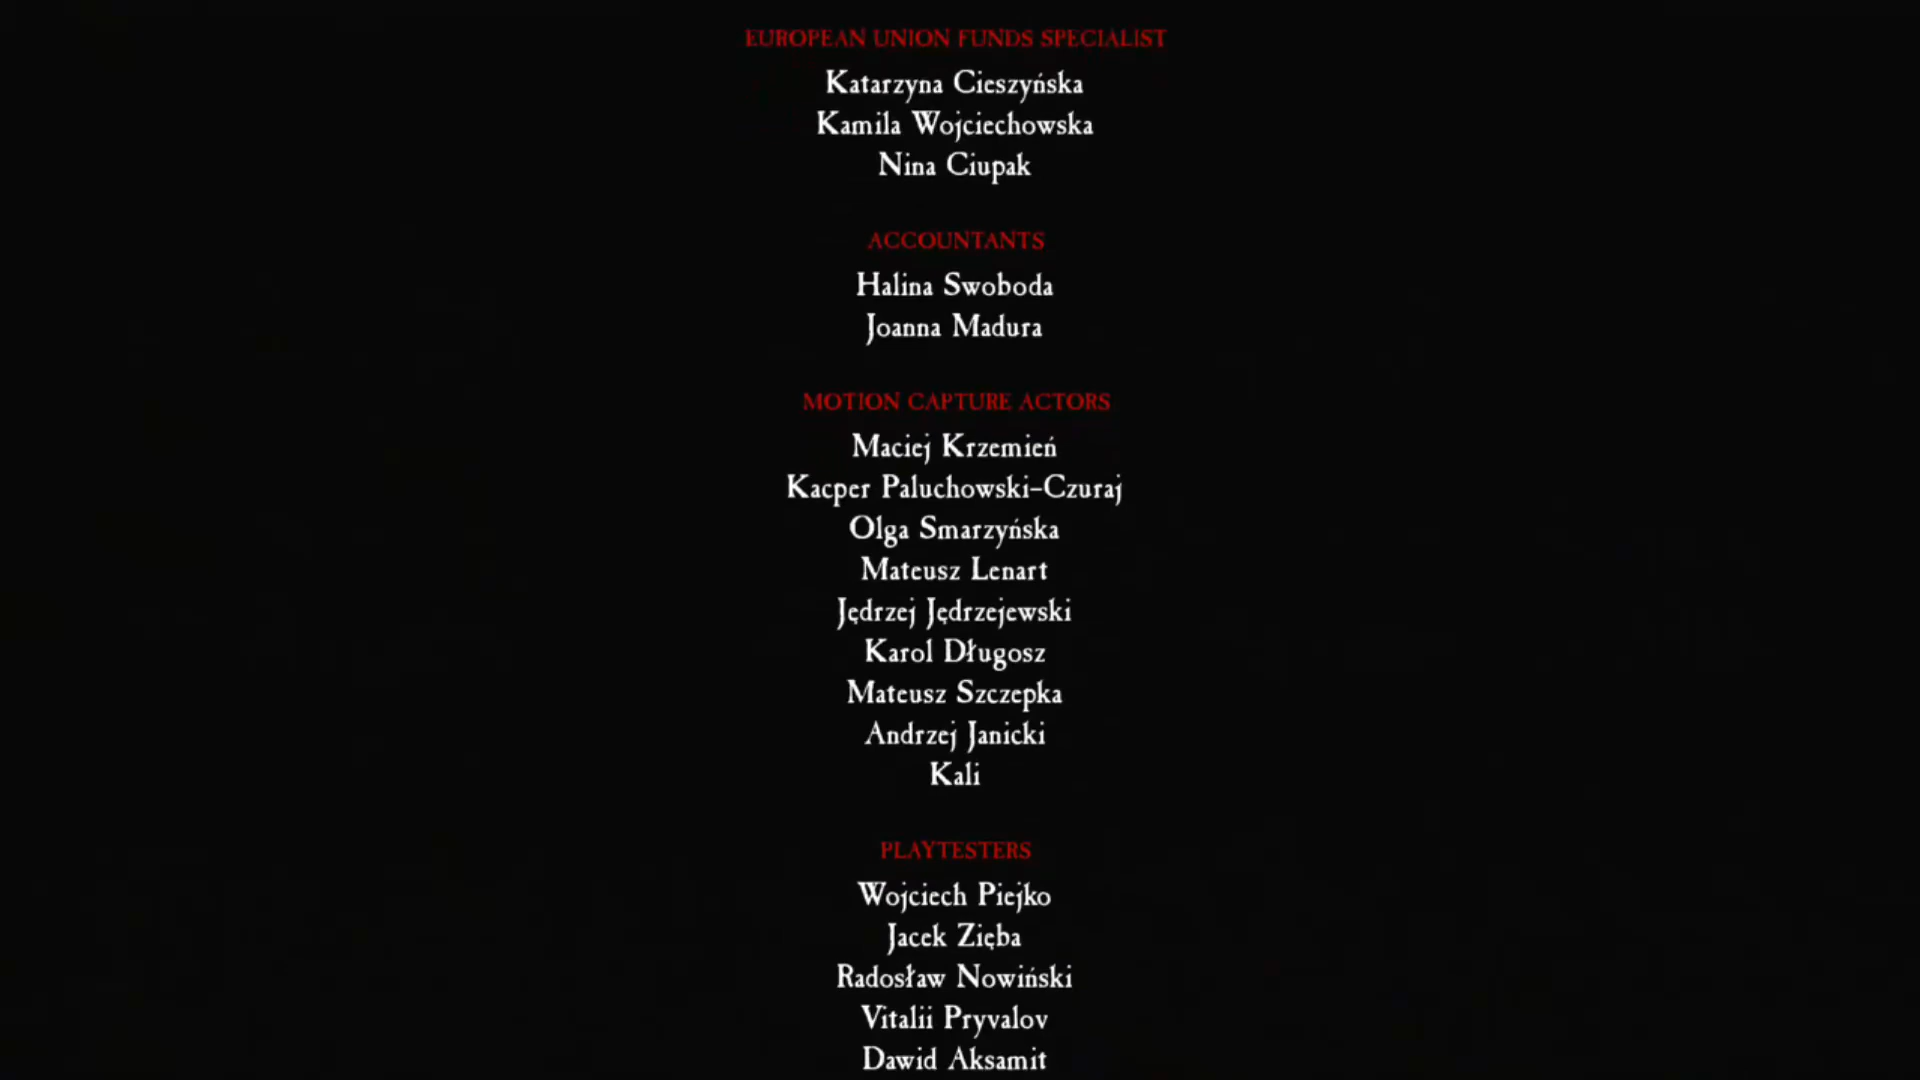 EUROPEAN UNION FUNDS SPECIALIST
Katarzyna Cieszyńska
Kamila Wojciechowska
Nina Ciupak
ACCOUNTANTS
Halina Swoboda
Joanna Madura
MOTION CAPTURE ACTORS
Maciej Krzemień
Kacper Paluchowski-Czuraj
Olga Smarzyńska
Mateusz Lenart
Jędrzej Jędrzejewski
Karol Długosz
Mateusz Szczepka
Andrzej Janicki
Kali
PLAYTESTERS
Wojciech Piejko
Jacek Zięba
Radosław Nowiński
Vitalii Pryvalov
Dawid Aksamit